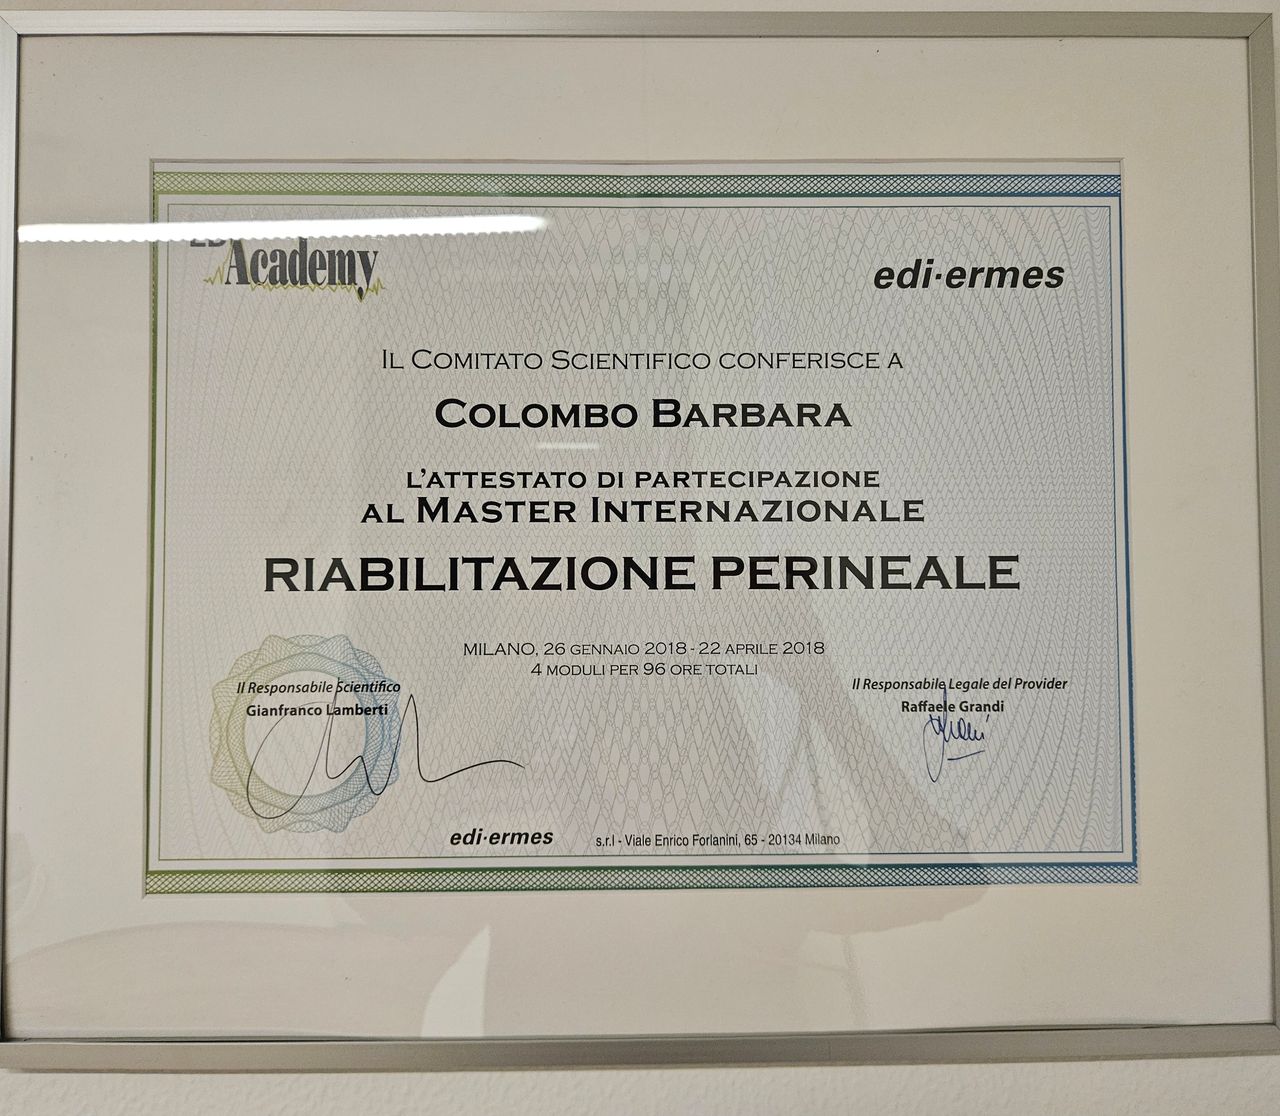 Academy
edi·ermes
Il Comitato Scientifico conferisce a
Colombo Barbara
l'attestato di partecipazione
al Master Internazionale
RIABILITAZIONE PERINEALE
MILANO, 26 GENNAIO 2018 - 22 APRILE 2018
4 MODULI PER 96 ORE TOTALI
Il Responsabile Scientifico
Gianfranco Lamberti
Il Responsabile Legale del Provider
Raffaele Grandi
edi·ermes s.r.l - Viale Enrico Forlanini, 65 - 20134 Milano